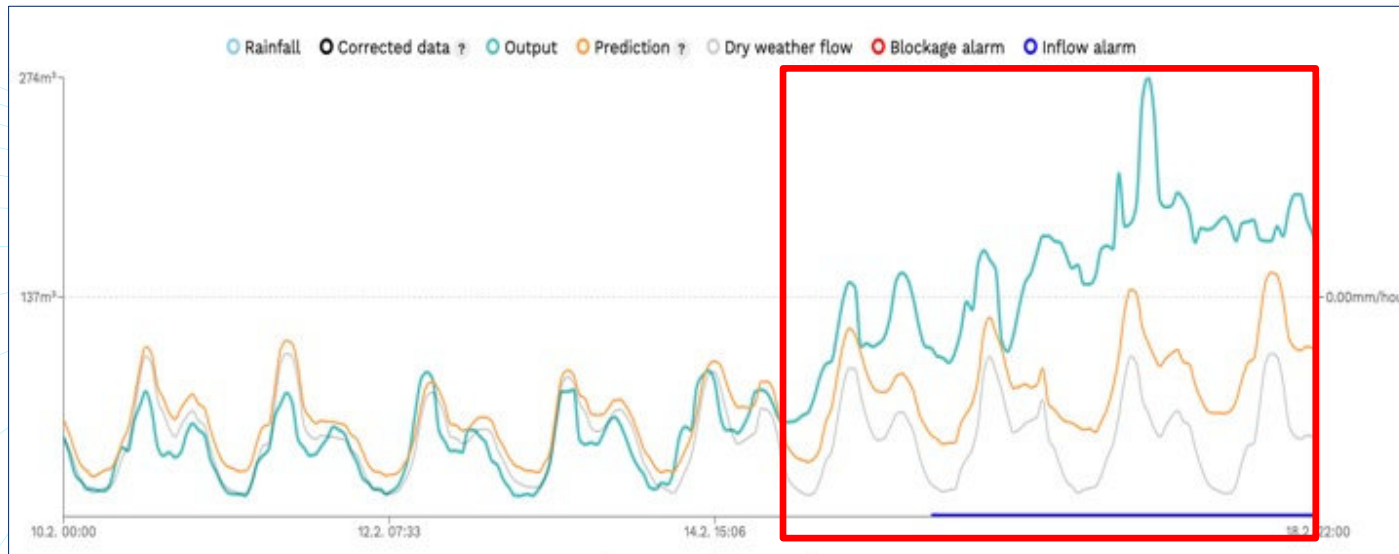 Rainfall Corrected data ? Output Prediction ? Dry weather flow Blockage alarm Inflow alarm
274m³
137m³
0.00mm/hou
10.2. 00:00 12.2. 07:33 14.2. 15:06 18.2. 22:00